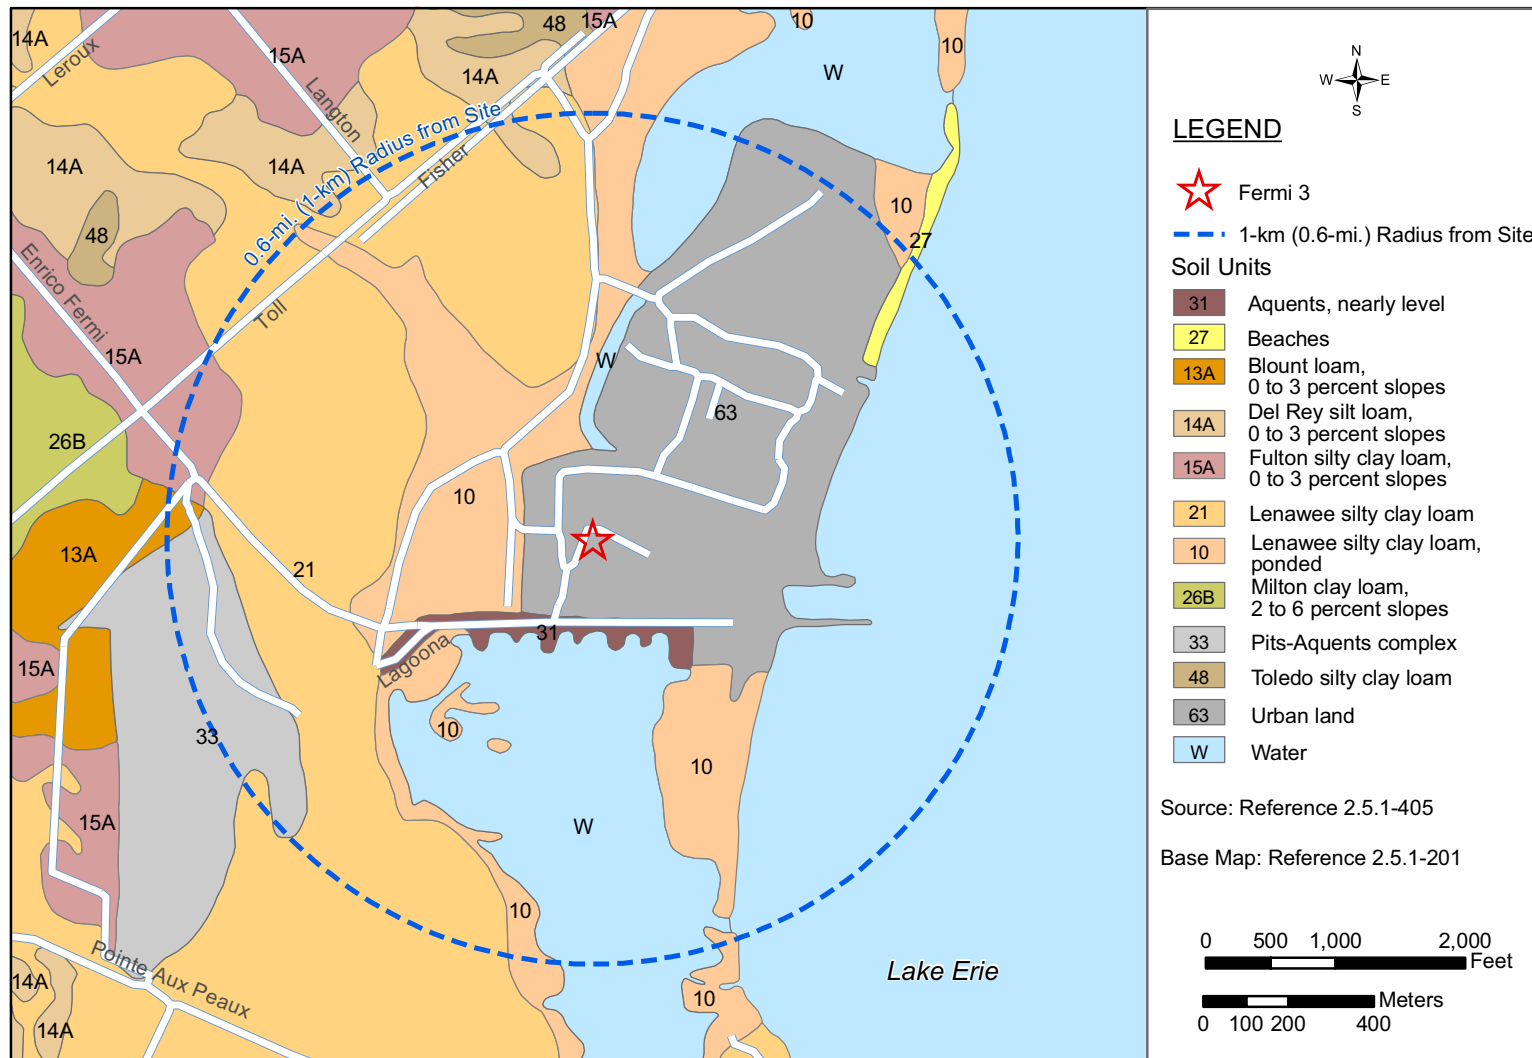 14A
Leroux
15A
Langton
48
15A
14A
10
W
10
14A
14A
48
0.6-mi. (1-km) Radius from Site
Fisher
Toll
Enrico Fermi
15A
26B
10
27
W
63
10
13A
21
31
Lagoona
15A
33
10
10
15A
W
10
Pointe Aux Peaux
14A
14A
10
Lake Erie
N
W
E
S
LEGEND
Fermi 3
1-km (0.6-mi.) Radius from Site
Soil Units
31 Aquents, nearly level
27 Beaches
13A Blount loam,
0 to 3 percent slopes
14A Del Rey silt loam,
0 to 3 percent slopes
15A Fulton silty clay loam,
0 to 3 percent slopes
21 Lenawee silty clay loam
10 Lenawee silty clay loam,
ponded
26B Milton clay loam,
2 to 6 percent slopes
33 Pits-Aquents complex
48 Toledo silty clay loam
63 Urban land
W Water
Source: Reference 2.5.1-405
Base Map: Reference 2.5.1-201
0 500 1,000 2,000
Feet
Meters
0 100 200 400